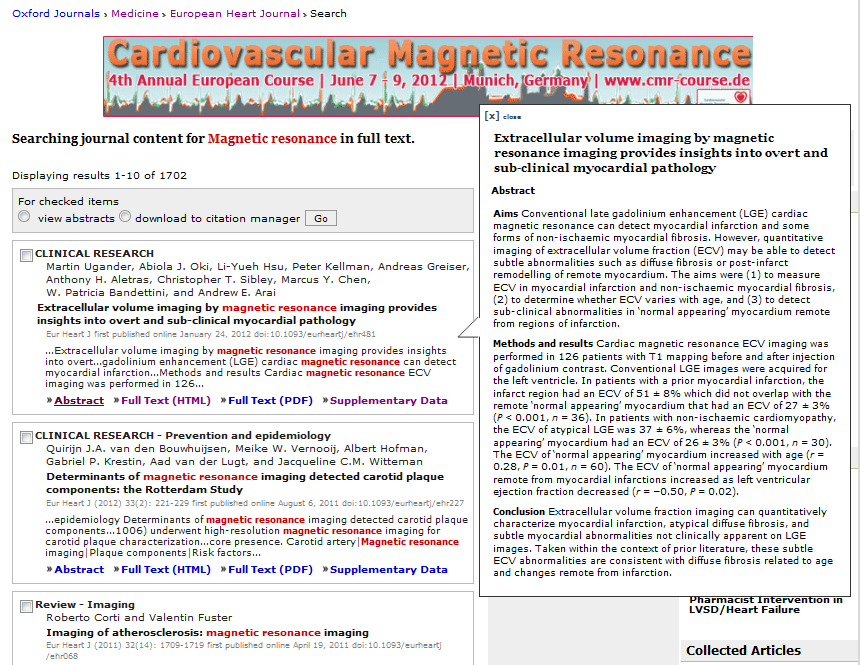 Oxford Journals › Medicine › European Heart Journal › Search
Cardiovascular Magnetic Resonance
4th Annual European Course | June 7 - 9, 2012 | Munich, Germany | www.cmr-course.de
Searching journal content for Magnetic resonance in full text.
Displaying results 1-10 of 1702
For checked items
view abstracts download to citation manager Go
CLINICAL RESEARCH
Martin Ugander, Abiola J. Oki, Li-Yueh Hsu, Peter Kellman, Andreas Greiser,
Anthony H. Aletras, Christopher T. Sibley, Marcus Y. Chen,
W. Patricia Bandettini, and Andrew E. Arai
Extracellular volume imaging by magnetic resonance imaging provides
insights into overt and sub-clinical myocardial pathology
Eur Heart J first published online January 24, 2012 doi:10.1093/eurheartj/ehr481
...Extracellular volume imaging by magnetic resonance imaging provides insights
into overt...gadolinium enhancement (LGE) cardiac magnetic resonance can detect
myocardial infarction...Methods and results Cardiac magnetic resonance ECV
imaging was performed in 126...
»Abstract »Full Text (HTML) »Full Text (PDF) »Supplementary Data
CLINICAL RESEARCH - Prevention and epidemiology
Quirijn J.A. van den Bouwhuijsen, Meike W. Vernooij, Albert Hofman,
Gabriel P. Krestin, Aad van der Lugt, and Jacqueline C.M. Witteman
Determinants of magnetic resonance imaging detected carotid plaque
components: the Rotterdam Study
Eur Heart J (2012) 33(2): 221-229 first published online August 6, 2011 doi:10.1093/eurheartj/ehr227
...epidemiology Determinants of magnetic resonance imaging detected carotid plaque
components...1006) underwent high-resolution magnetic resonance imaging for
carotid plaque characterization...core presence. Carotid artery|Magnetic resonance
imaging|Plaque components|Risk factors...
»Abstract »Full Text (HTML) »Full Text (PDF) »Supplementary Data
Review - Imaging
Roberto Corti and Valentin Fuster
Imaging of atherosclerosis: magnetic resonance imaging
Eur Heart J (2011) 32(14): 1709-1719 first published online April 19, 2011 doi:10.1093/eurheartj
/ehr068
[x] close
Extracellular volume imaging by magnetic
resonance imaging provides insights into overt and
sub-clinical myocardial pathology
Abstract
Aims Conventional late gadolinium enhancement (LGE) cardiac
magnetic resonance can detect myocardial infarction and some
forms of non-ischaemic myocardial fibrosis. However, quantitative
imaging of extracellular volume fraction (ECV) may be able to detect
subtle abnormalities such as diffuse fibrosis or post-infarct
remodelling of remote myocardium. The aims were (1) to measure
ECV in myocardial infarction and non-ischaemic myocardial fibrosis,
(2) to determine whether ECV varies with age, and (3) to detect
sub-clinical abnormalities in ‘normal appearing’ myocardium remote
from regions of infarction.
Methods and results Cardiac magnetic resonance ECV imaging was
performed in 126 patients with T1 mapping before and after injection
of gadolinium contrast. Conventional LGE images were acquired for
the left ventricle. In patients with a prior myocardial infarction, the
infarct region had an ECV of 51 ± 8% which did not overlap with the
remote ‘normal appearing’ myocardium that had an ECV of 27 ± 3%
(P < 0.001, n = 36). In patients with non-ischaemic cardiomyopathy,
the ECV of atypical LGE was 37 ± 6%, whereas the ‘normal
appearing’ myocardium had an ECV of 26 ± 3% (P < 0.001, n = 30).
The ECV of ‘normal appearing’ myocardium increased with age (r =
0.28, P = 0.01, n = 60). The ECV of ‘normal appearing’ myocardium
remote from myocardial infarctions increased as left ventricular
ejection fraction decreased (r = −0.50, P = 0.02).
Conclusion Extracellular volume fraction imaging can quantitatively
characterize myocardial infarction, atypical diffuse fibrosis, and
subtle myocardial abnormalities not clinically apparent on LGE
images. Taken within the context of prior literature, these subtle
ECV abnormalities are consistent with diffuse fibrosis related to age
and changes remote from infarction.
Pharmacist Intervention in
LVSD/Heart Failure
Collected Articles